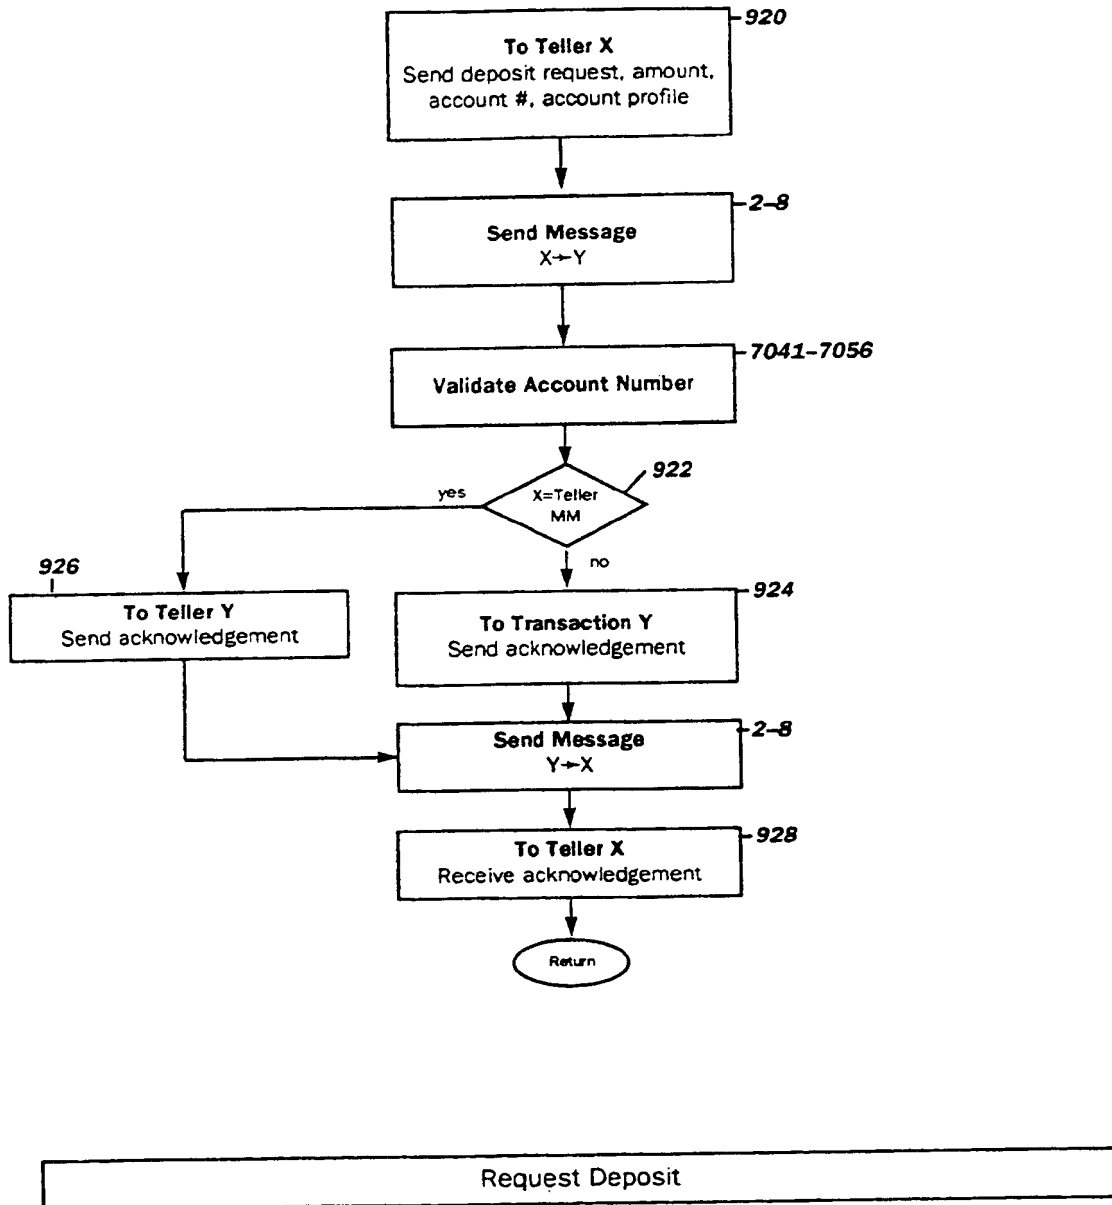 920
To Teller X
Send deposit request, amount,
account #, account profile
2-8
Send Message
X→Y
7041-7056
Validate Account Number
922
X=Teller
MM
yes
no
926
To Teller Y
Send acknowledgement
924
To Transaction Y
Send acknowledgement
2-8
Send Message
Y→X
928
To Teller X
Receive acknowledgement
Return
Request Deposit